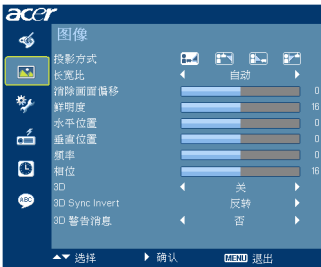 acer
图像
投影方式
长宽比 自动
清除画面偏移 0
鲜明度 16
水平位置 0
垂直位置 0
频率 0
相位 16
3D 关
3D Sync Invert 反转
3D 警告消息 否
ABC
选择 确认 MENU 退出